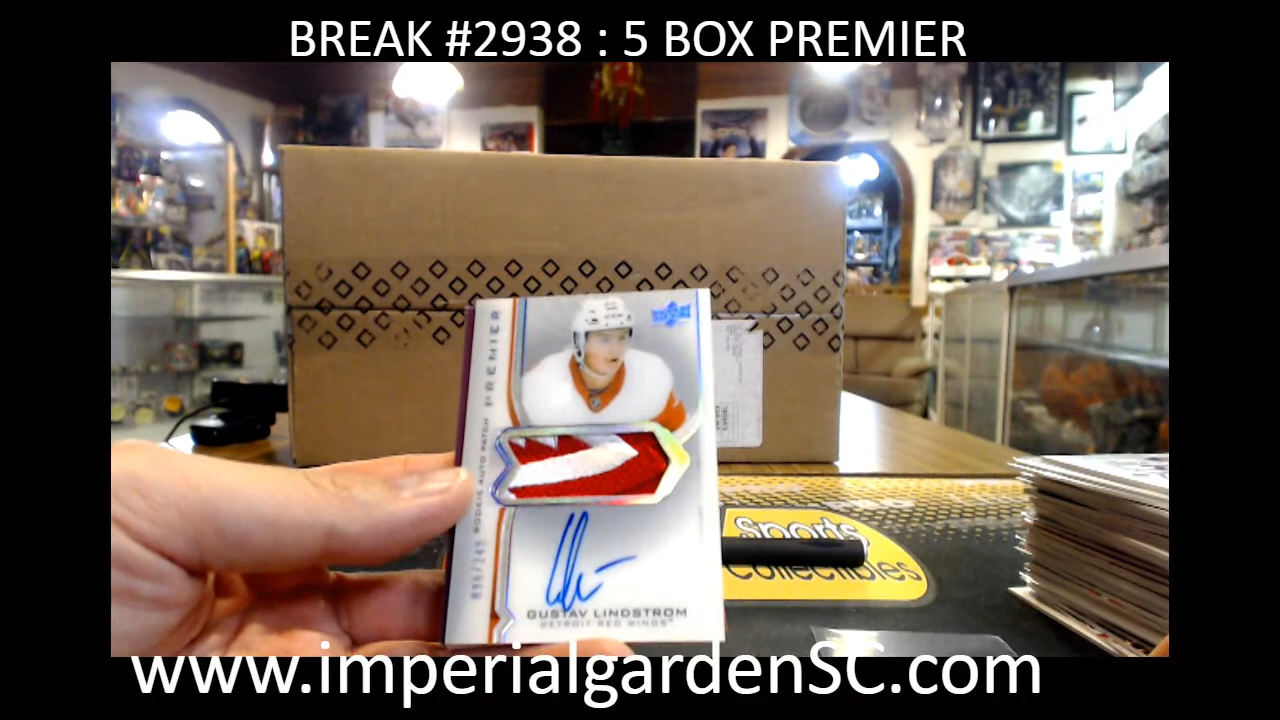 BREAK #2938 : 5 BOX PREMIER
PREMIER
ROOKIE AUTO PATCH
GUSTAV LINDSTROM
DETROIT RED WINGS
Sports
Collectibles
www.imperialgardenSC.com